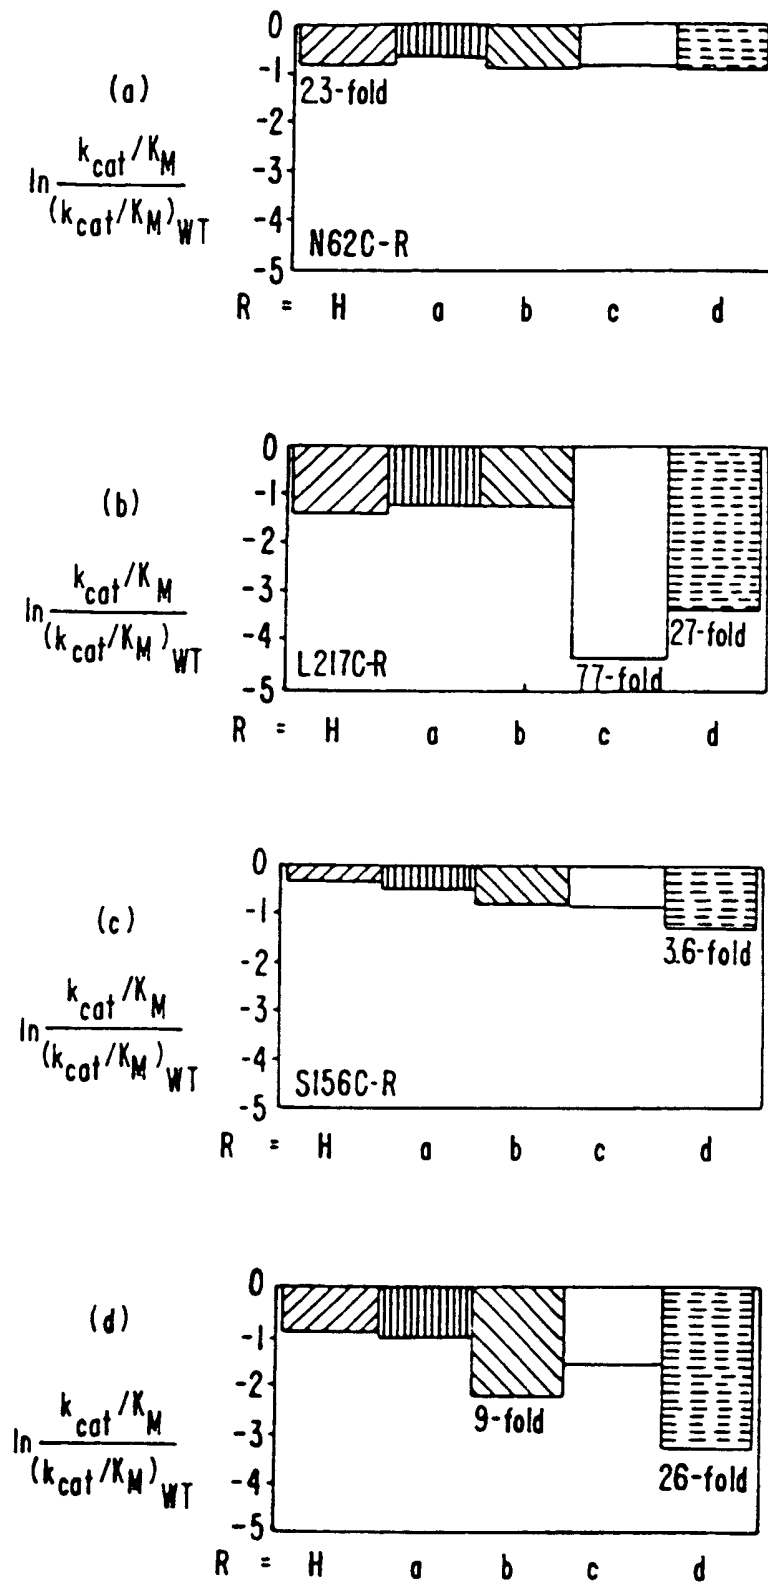 (a)
ln k_cat/K_M
(k_cat/K_M)_WT
0
-1
-2
-3
-4
-5
2.3-fold
N62C-R
R = H a b c d
(b)
ln k_cat/K_M
(k_cat/K_M)_WT
0
-1
-2
-3
-4
-5
27-fold
77-fold
L217C-R
R = H a b c d
(c)
ln k_cat/K_M
(k_cat/K_M)_WT
0
-1
-2
-3
-4
-5
3.6-fold
S156C-R
R = H a b c d
(d)
ln k_cat/K_M
(k_cat/K_M)_WT
0
-1
-2
-3
-4
-5
9-fold
26-fold
R = H a b c d